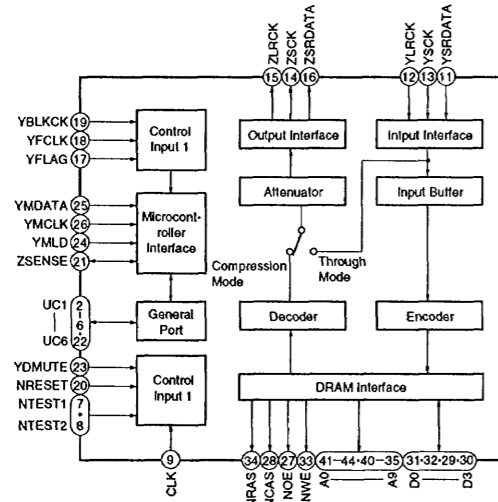 ZLRCK
ZSCK
ZSRDATA
YLRCK
YSCK
YSRDATA
15
14
16
12
13
11
YBLKCK
19
YFCLK
18
YFLAG
17
Control
Input 1
Output Interface
Intput Interface
YMDATA
25
YMCLK
26
YMLD
24
ZSENSE
21
Microcont-
roller
Interface
Attenuator
Input Buffer
Compression
Mode
Through
Mode
UC1
2
6
UC6
22
General
Port
Decoder
Encoder
YDMUTE
23
NRESET
20
NTEST1
7
NTEST2
8
Control
Input 1
DRAM Interface
9
34
28
27
33
41-44·40-35
31·32·29·30
CLK
NRAS
NCAS
NOE
NWE
A0
A9
D0
D3